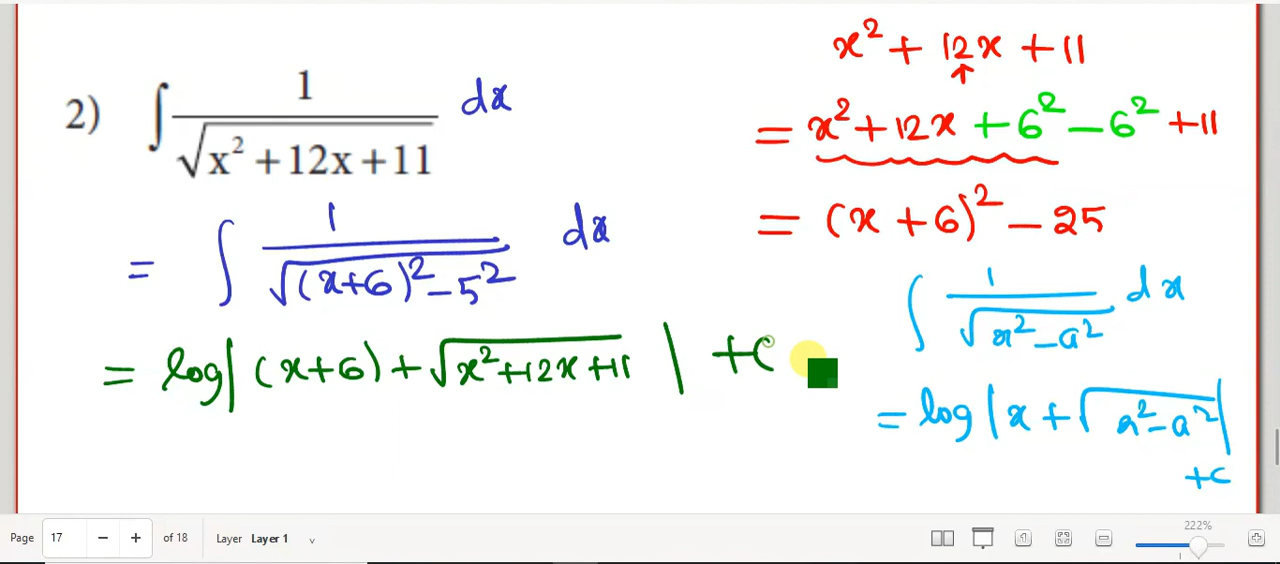 2) ∫ 1/√(x² + 12x + 11) dx
= ∫ 1/√((x+6)² - 5²) dx
= log|(x+6) + √(x²+12x+11)| + c
x² + 12x + 11
↑
= x² + 12x + 6² - 6² + 11
= (x + 6)² - 25
∫ 1/√(x² - a²) dx
= log|x + √(x² - a²)|
+c
Page 17 − + of 18 Layer Layer 1 222%